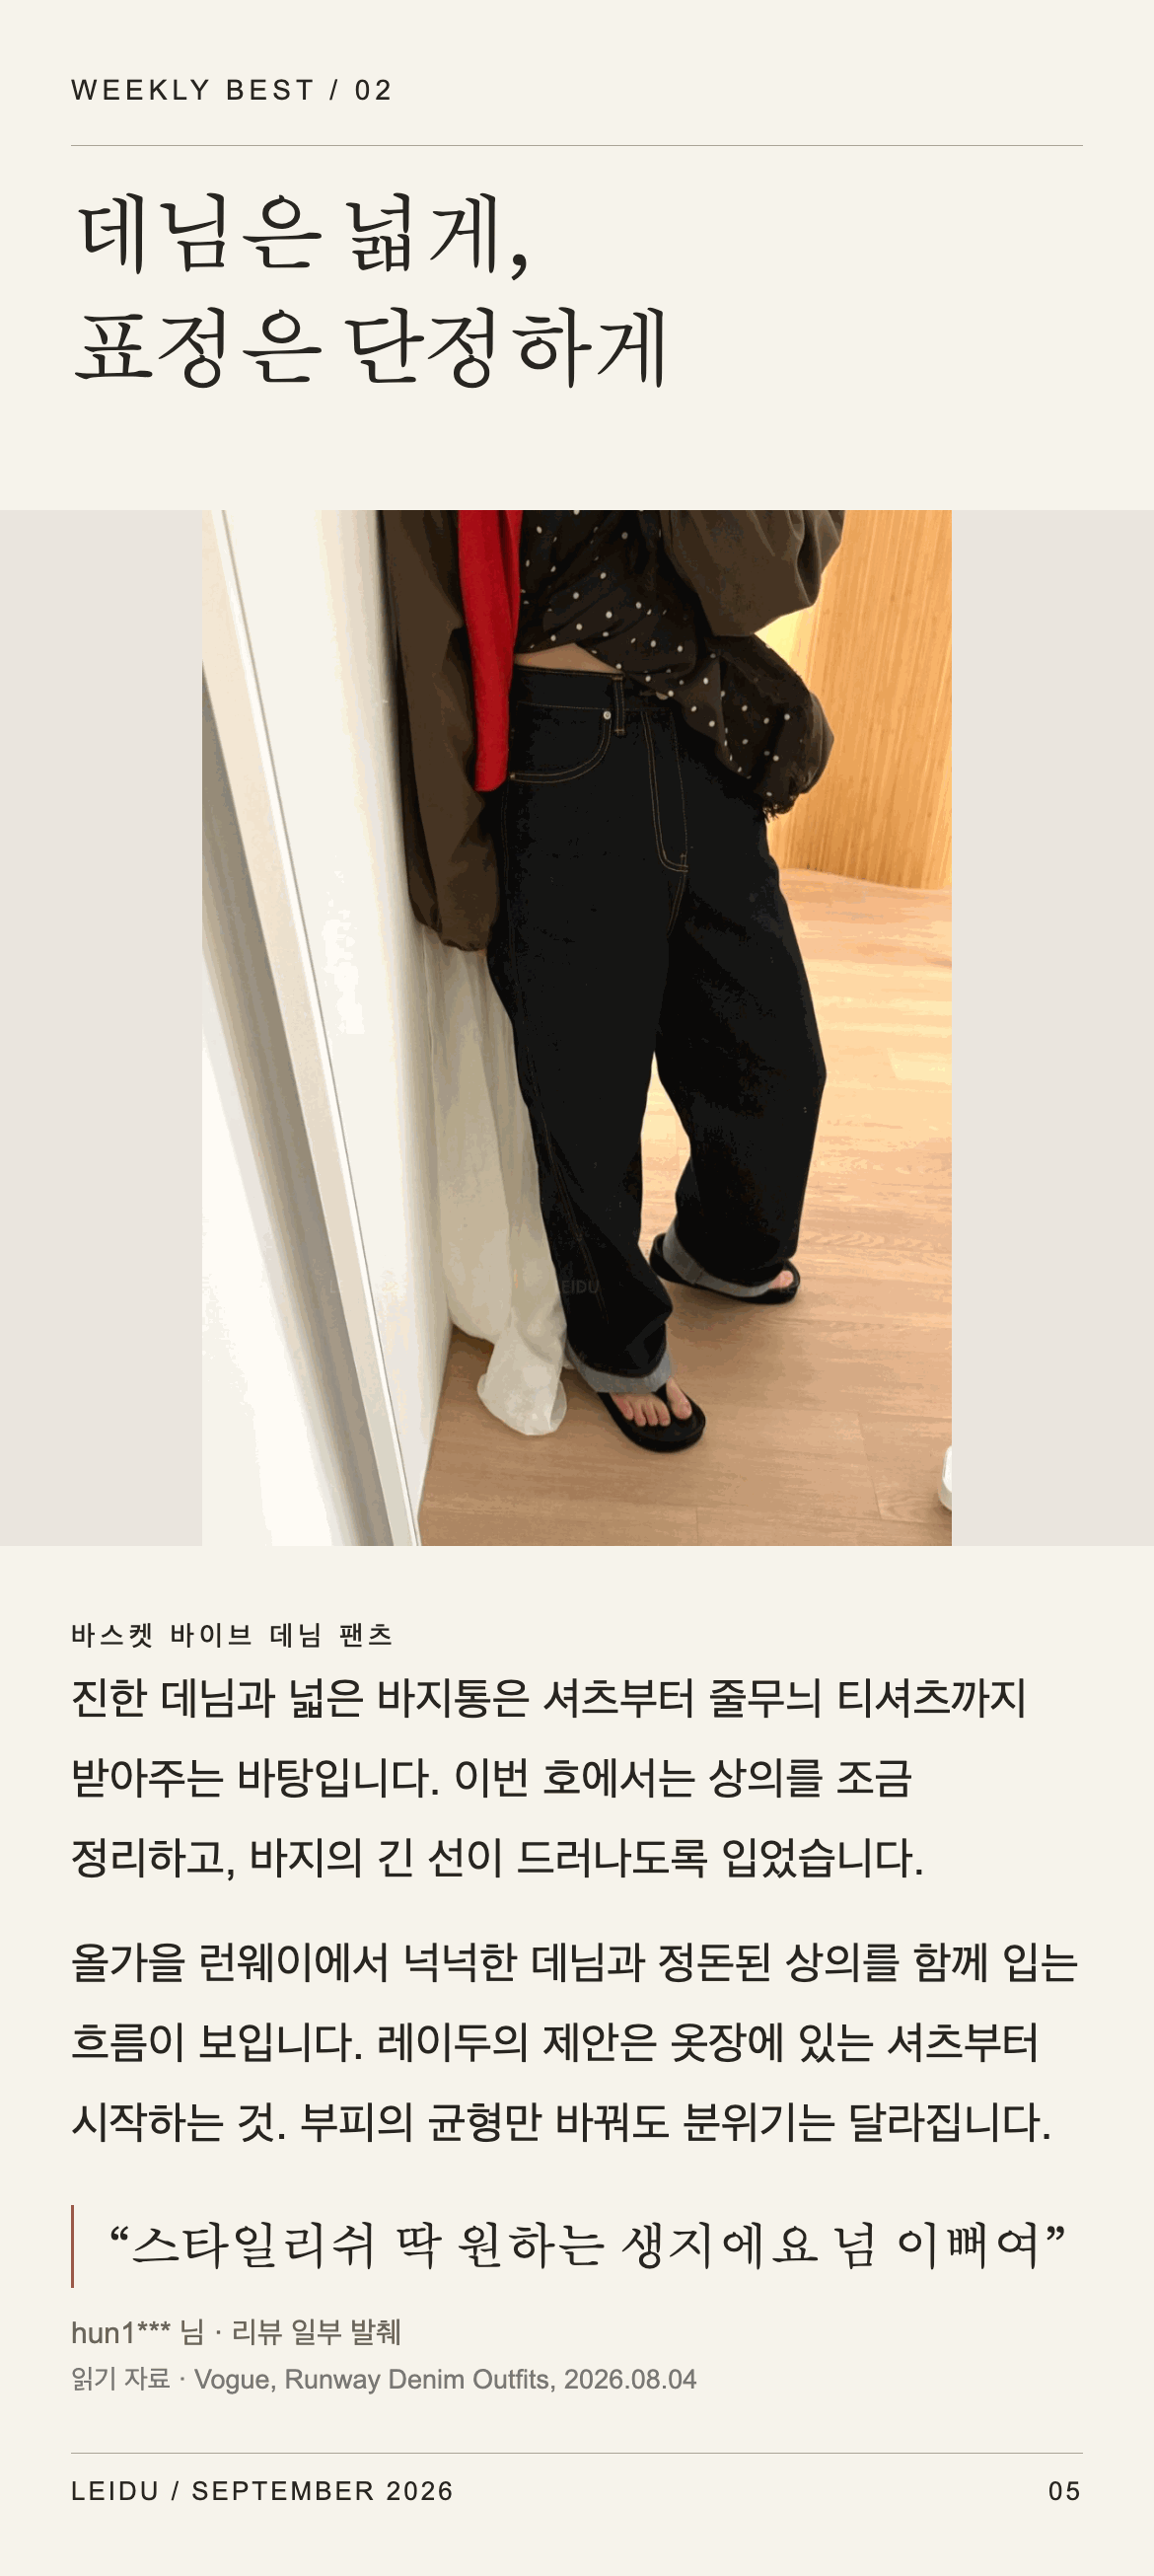 WEEKLY BEST / 02
데님은 넓게,
표정은 단정하게
EIDU
바스켓 바이브 데님 팬츠
진한 데님과 넓은 바지통은 셔츠부터 줄무늬 티셔츠까지
받아주는 바탕입니다. 이번 호에서는 상의를 조금
정리하고, 바지의 긴 선이 드러나도록 입었습니다.
올가을 런웨이에서 넉넉한 데님과 정돈된 상의를 함께 입는
흐름이 보입니다. 레이두의 제안은 옷장에 있는 셔츠부터
시작하는 것. 부피의 균형만 바꿔도 분위기는 달라집니다.
“스타일리쉬 딱 원하는 생지에요 넘 이뻐여”
hun1*** 님 · 리뷰 일부 발췌
읽기 자료 · Vogue, Runway Denim Outfits, 2026.08.04
LEIDU / SEPTEMBER 2026
05